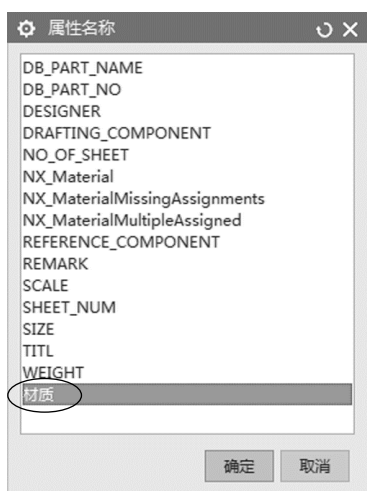 属性名称
DB_PART_NAME
DB_PART_NO
DESIGNER
DRAFTING_COMPONENT
NO_OF_SHEET
NX_Material
NX_MaterialMissingAssignments
NX_MaterialMultipleAssigned
REFERENCE_COMPONENT
REMARK
SCALE
SHEET_NUM
SIZE
TITL
WEIGHT
材质
确定 取消